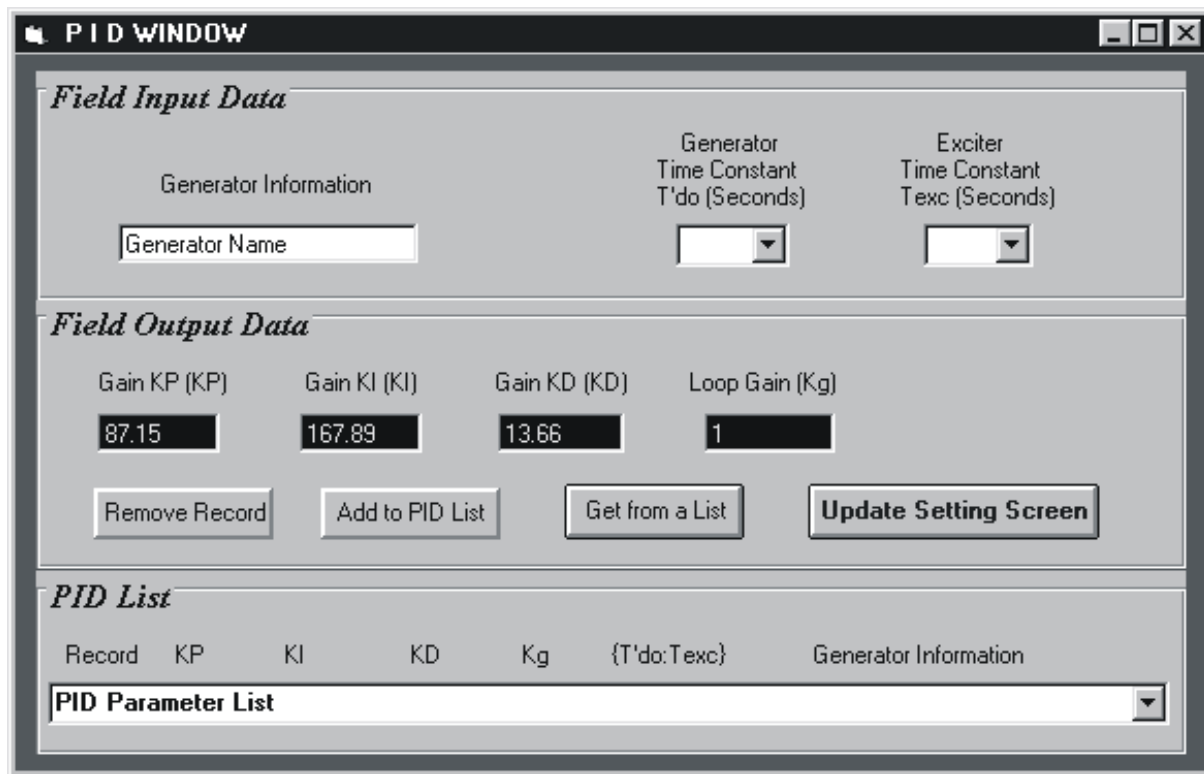 P I D WINDOW
Field Input Data
Generator Information
Generator
Time Constant
T'do (Seconds)
Exciter
Time Constant
Texc (Seconds)
Generator Name
Field Output Data
Gain KP (KP) Gain KI (KI) Gain KD (KD) Loop Gain (Kg)
87.15 167.89 13.66 1
Remove Record Add to PID List Get from a List Update Setting Screen
PID List
Record KP KI KD Kg {T'do:Texc} Generator Information
PID Parameter List